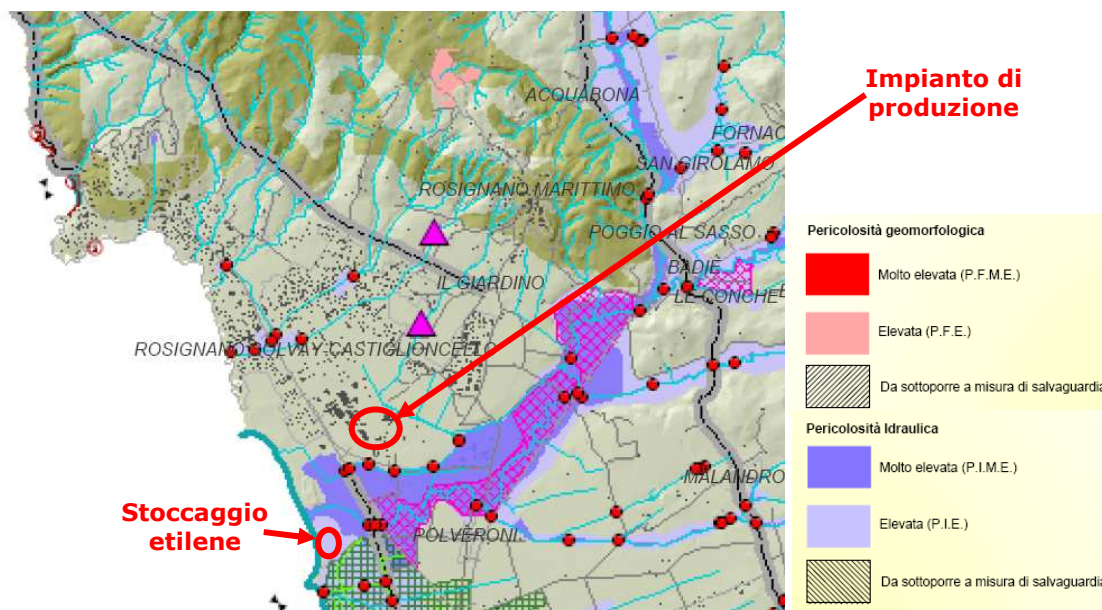 Impianto di
produzione
ACQUABONA
FORNAC
SAN GIROLAMO
ROSIGNANO MARITTIMO
POGGIO AL SASSO
BADIE
IL GIARDINO
LE CONCHE
ROSIGNANO SOLVAY-CASTIGLIONCELLO
MALANDRO
Stoccaggio
etilene
POLVERONI
Pericolosità geomorfologica
Molto elevata (P.F.M.E.)
Elevata (P.F.E.)
Da sottoporre a misura di salvaguardia
Pericolosità Idraulica
Molto elevata (P.I.M.E.)
Elevata (P.I.E.)
Da sottoporre a misura di salvaguardia